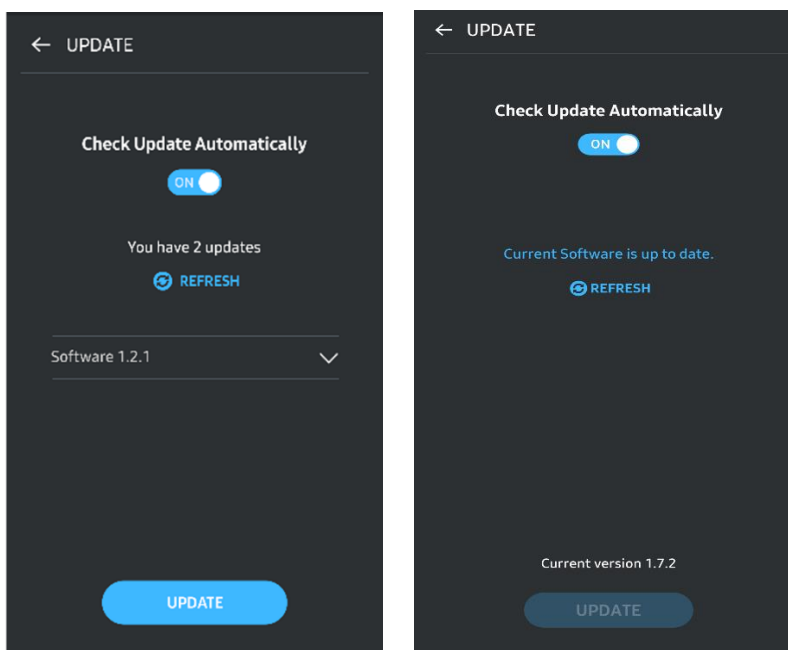 UPDATE
Check Update Automatically
ON
You have 2 updates
REFRESH
Software 1.2.1
UPDATE
UPDATE
Check Update Automatically
ON
Current Software is up to date.
REFRESH
Current version 1.7.2
UPDATE